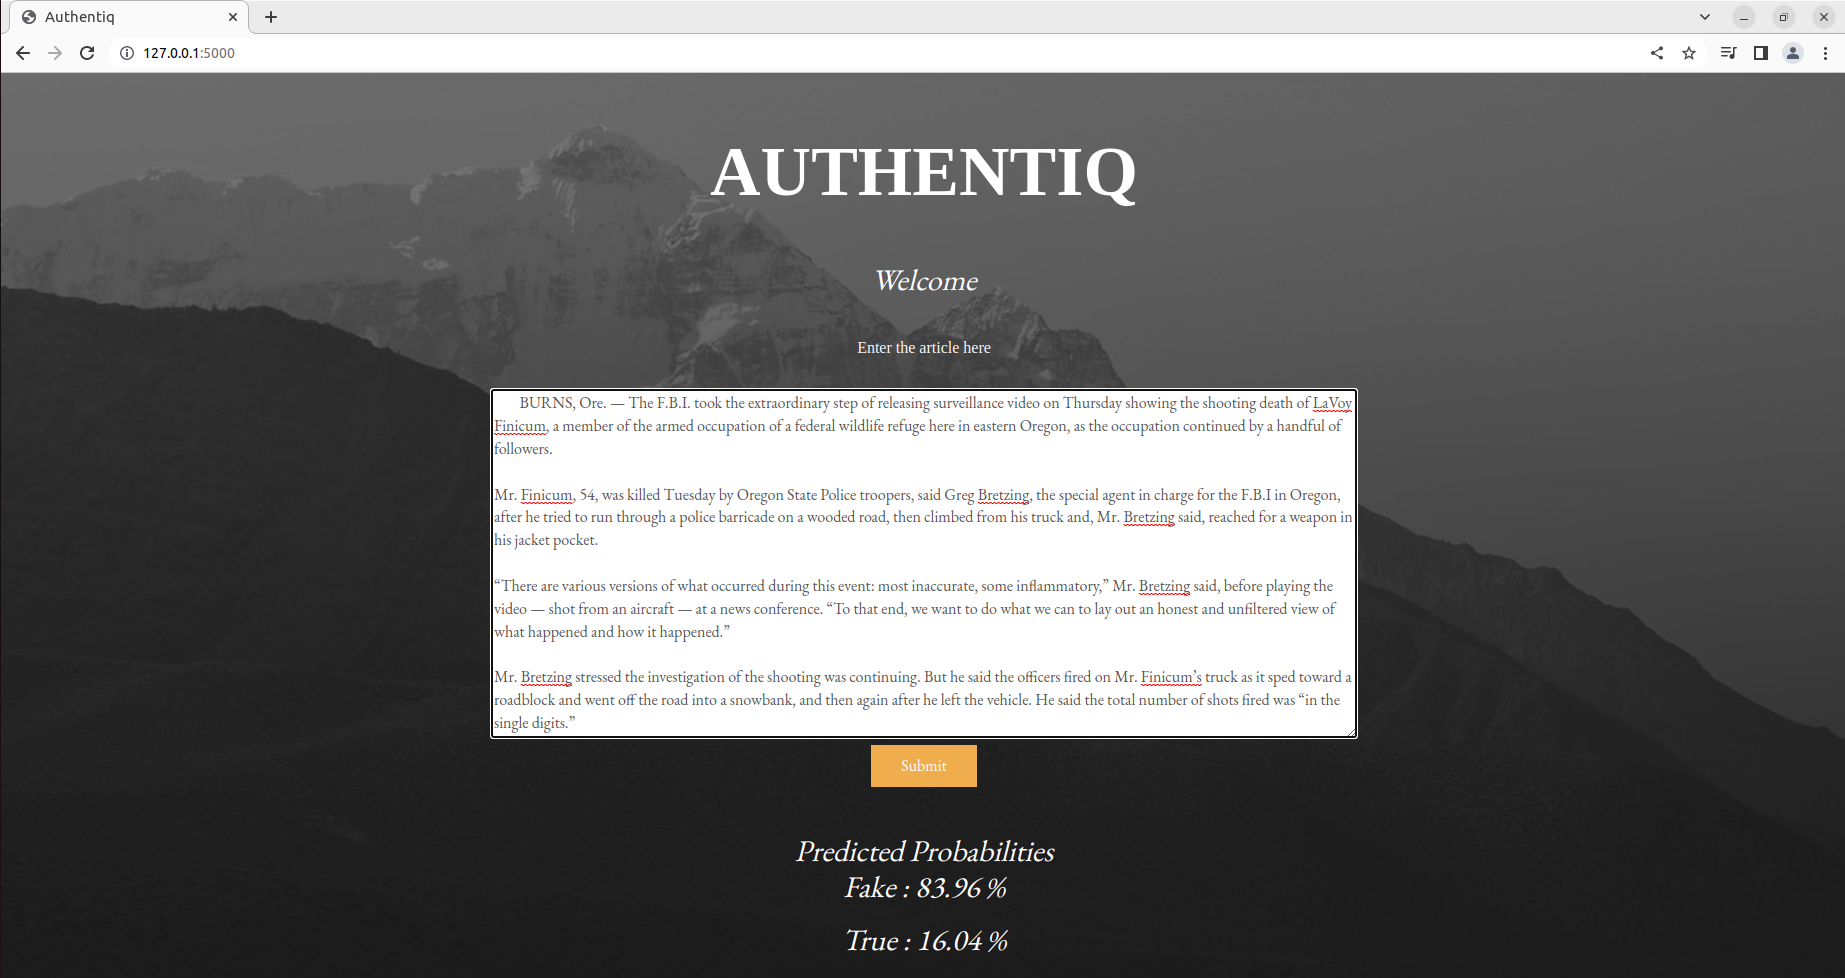 Authentiq
127.0.0.1:5000
AUTHENTIQ
Welcome
Enter the article here
BURNS, Ore. — The F.B.I. took the extraordinary step of releasing surveillance video on Thursday showing the shooting death of LaVoy
Finicum, a member of the armed occupation of a federal wildlife refuge here in eastern Oregon, as the occupation continued by a handful of
followers.
Mr. Finicum, 54, was killed Tuesday by Oregon State Police troopers, said Greg Bretzing, the special agent in charge for the F.B.I in Oregon,
after he tried to run through a police barricade on a wooded road, then climbed from his truck and, Mr. Bretzing said, reached for a weapon in
his jacket pocket.
“There are various versions of what occurred during this event: most inaccurate, some inflammatory,” Mr. Bretzing said, before playing the
video — shot from an aircraft — at a news conference. “To that end, we want to do what we can to lay out an honest and unfiltered view of
what happened and how it happened.”
Mr. Bretzing stressed the investigation of the shooting was continuing. But he said the officers fired on Mr. Finicum’s truck as it sped toward a
roadblock and went off the road into a snowbank, and then again after he left the vehicle. He said the total number of shots fired was “in the
single digits.”
Submit
Predicted Probabilities
Fake : 83.96 %
True : 16.04 %